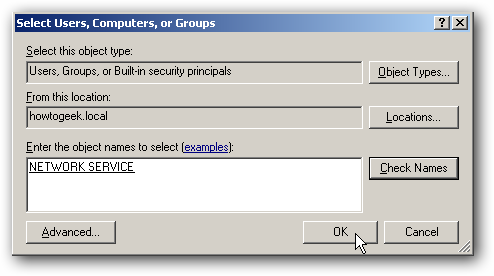 Select Users, Computers, or Groups
Select this object type:
Users, Groups, or Built-in security principals
Object Types...
From this location:
howtogeek.local
Locations...
Enter the object names to select (examples):
NETWORK SERVICE
Check Names
Advanced...
OK
Cancel